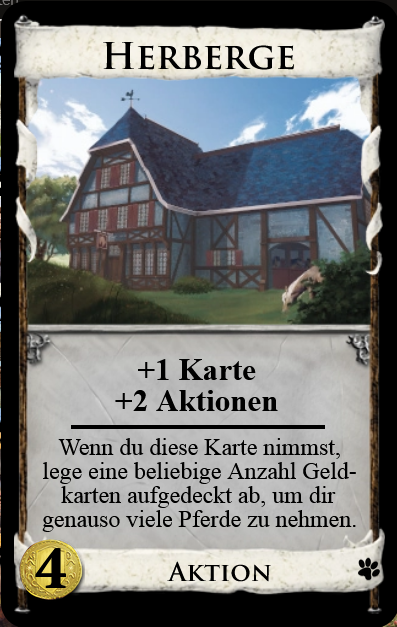 HERBERGE
+1 Karte
+2 Aktionen
Wenn du diese Karte nimmst,
lege eine beliebige Anzahl Geld-
karten aufgedeckt ab, um dir
genauso viele Pferde zu nehmen.
4 AKTION